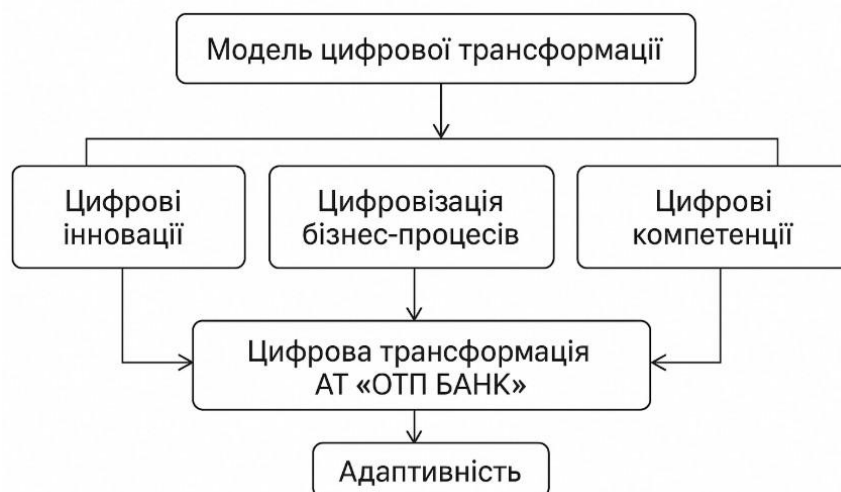 Модель цифрової трансформації
Цифрові
інновації
Цифровізація
бізнес-процесів
Цифрові
компетенції
Цифрова трансформація
АТ «ОТП БАНК»
Адаптивність